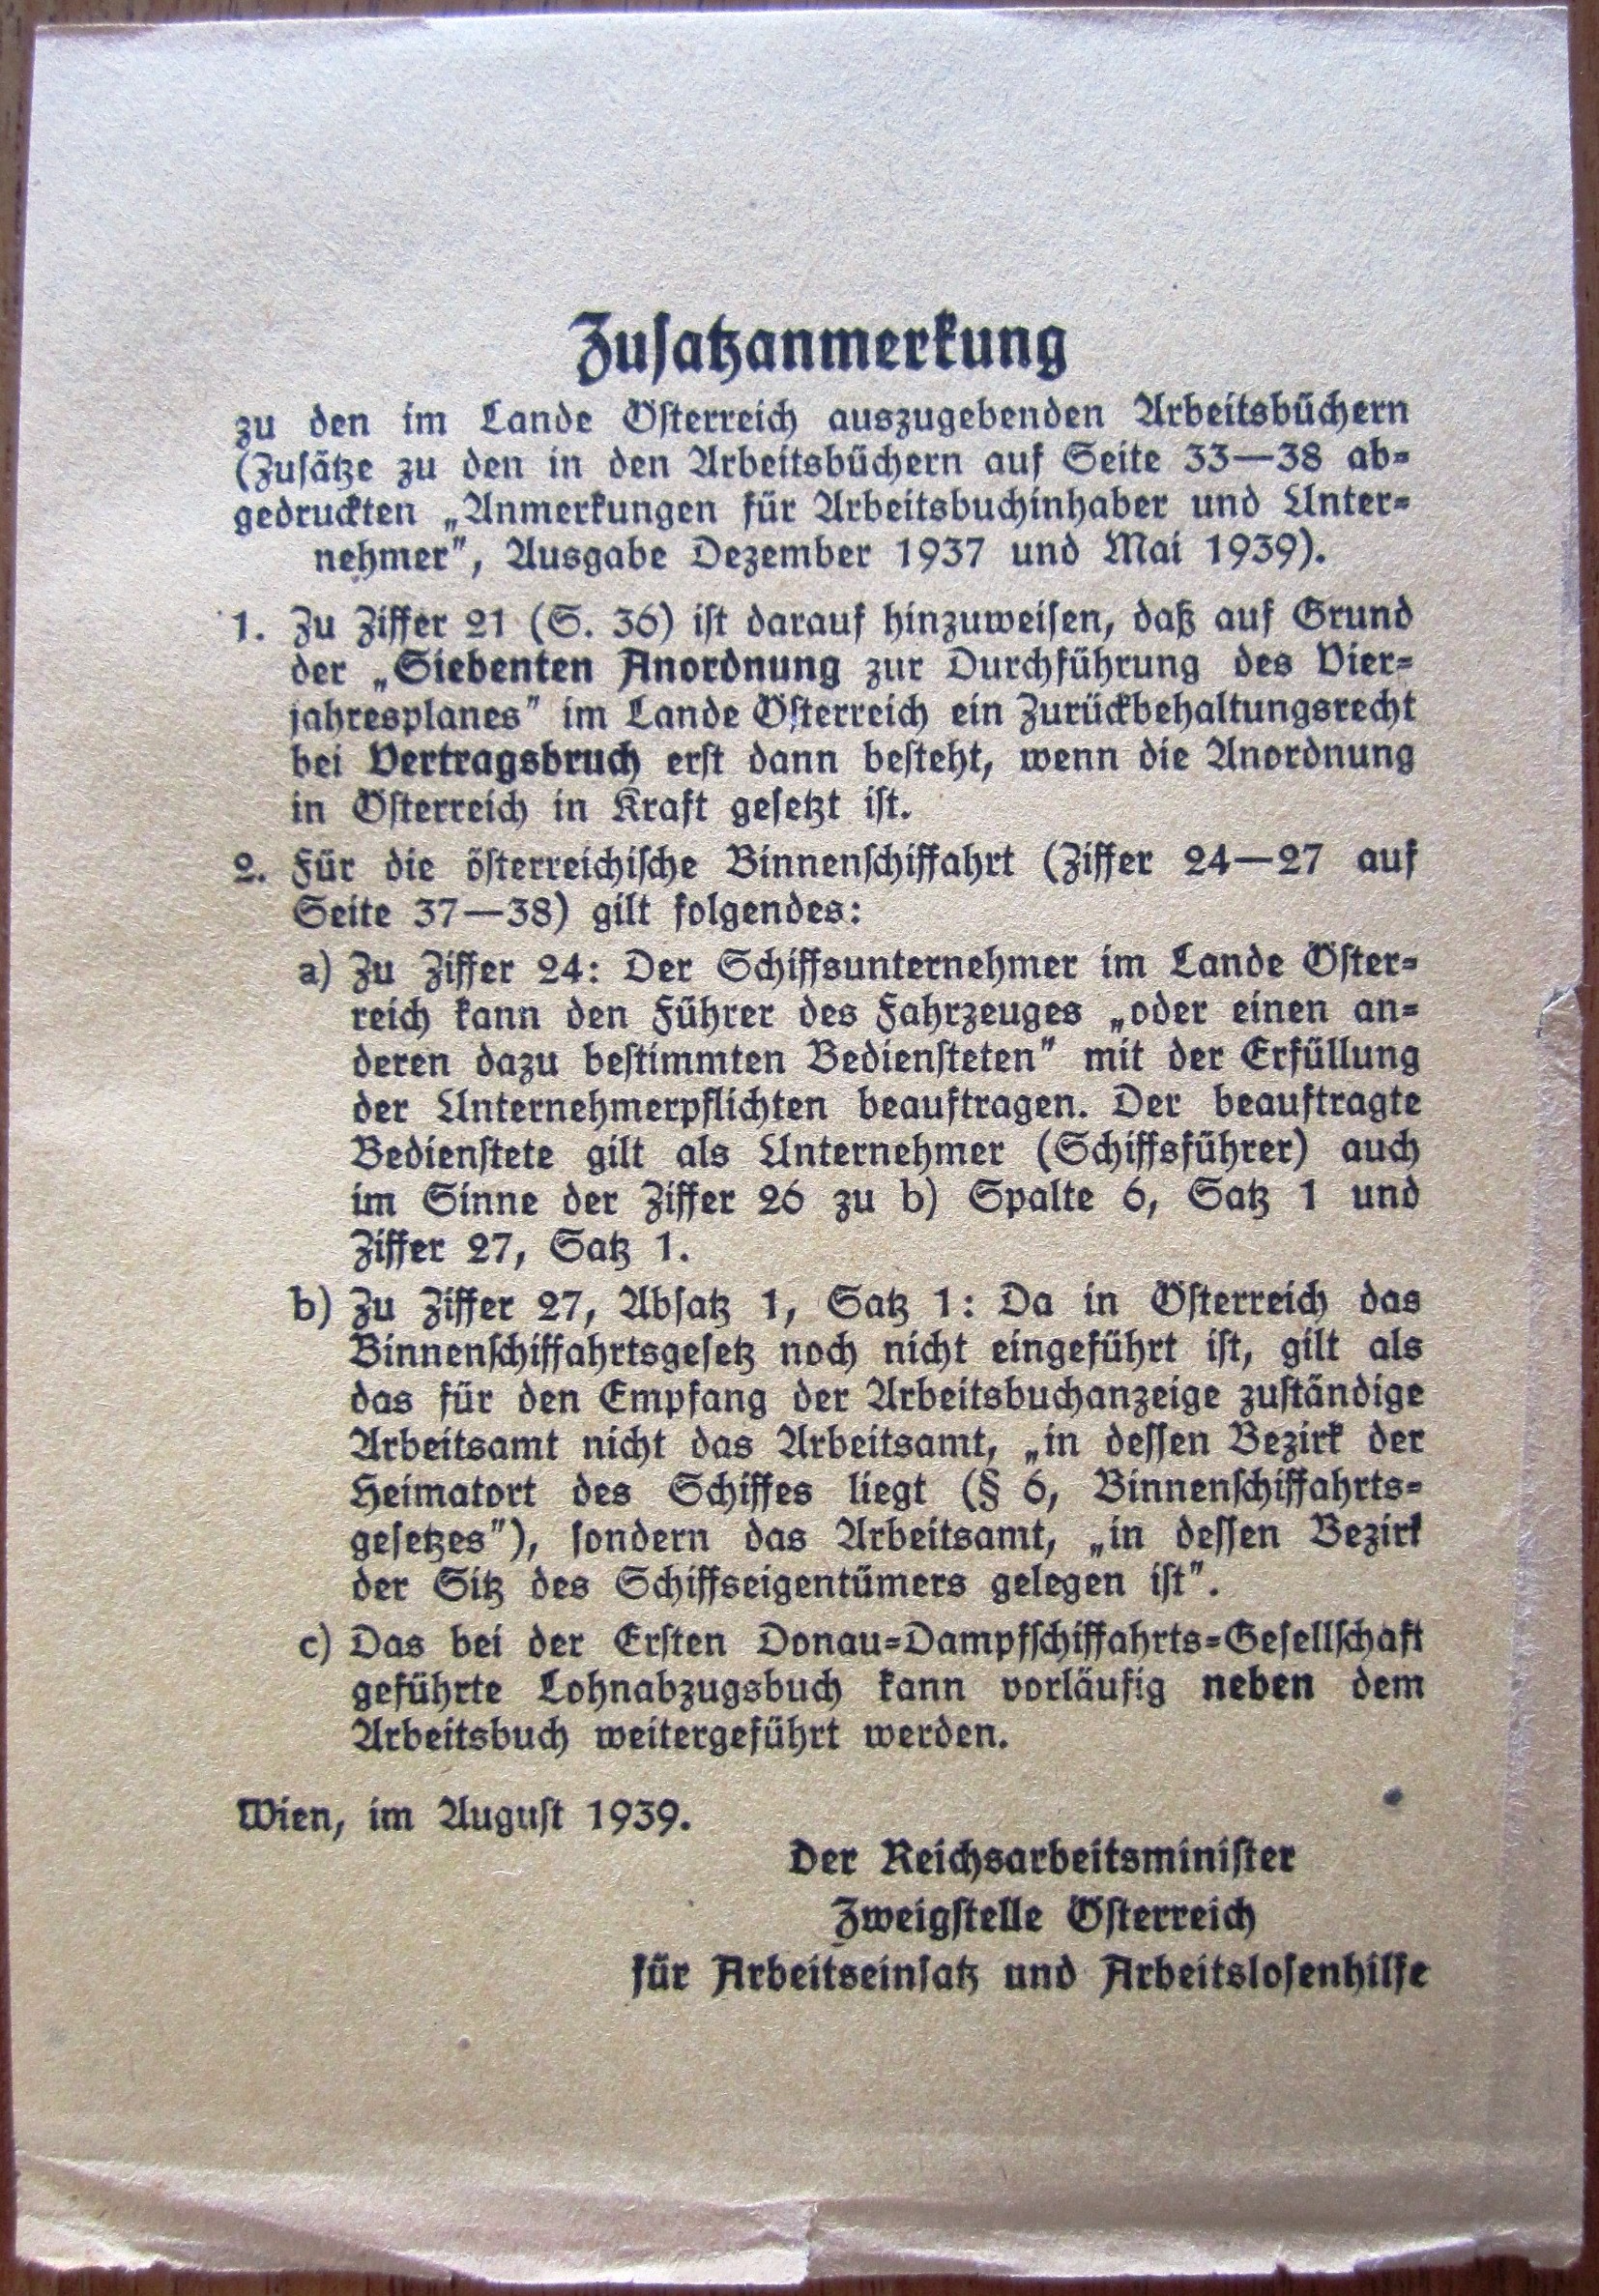 Zusatzanmerkung
zu den im Lande Österreich auszugebenden Arbeitsbüchern
(Zusätze zu den in den Arbeitsbüchern auf Seite 33—38 ab=
gedruckten „Anmerkungen für Arbeitsbuchinhaber und Unter=
nehmer", Ausgabe Dezember 1937 und Mai 1939).
1. Zu Ziffer 21 (S. 36) ist darauf hinzuweisen, daß auf Grund
der „Siebenten Anordnung zur Durchführung des Vier=
jahresplanes" im Lande Österreich ein Zurückbehaltungsrecht
bei Vertragsbruch erst dann besteht, wenn die Anordnung
in Österreich in Kraft gesetzt ist.
2. Für die österreichische Binnenschiffahrt (Ziffer 24—27 auf
Seite 37—38) gilt folgendes:
a) Zu Ziffer 24: Der Schiffsunternehmer im Lande Öster=
reich kann den Führer des Fahrzeuges „oder einen an=
deren dazu bestimmten Bediensteten" mit der Erfüllung
der Unternehmerpflichten beauftragen. Der beauftragte
Bedienstete gilt als Unternehmer (Schiffsführer) auch
im Sinne der Ziffer 26 zu b) Spalte 6, Satz 1 und
Ziffer 27, Satz 1.
b) Zu Ziffer 27, Absatz 1, Satz 1: Da in Österreich das
Binnenschiffahrtsgesetz noch nicht eingeführt ist, gilt als
das für den Empfang der Arbeitsbuchanzeige zuständige
Arbeitsamt nicht das Arbeitsamt, „in dessen Bezirk der
Heimatort des Schiffes liegt (§ 6, Binnenschiffahrts=
gesetzes"), sondern das Arbeitsamt, „in dessen Bezirk
der Sitz des Schiffseigentümers gelegen ist".
c) Das bei der Ersten Donau=Dampfschiffahrts=Gesellschaft
geführte Lohnabzugsbuch kann vorläufig neben dem
Arbeitsbuch weitergeführt werden.
Wien, im August 1939.
Der Reichsarbeitsminister
Zweigstelle Österreich
für Arbeitseinsatz und Arbeitslosenhilfe